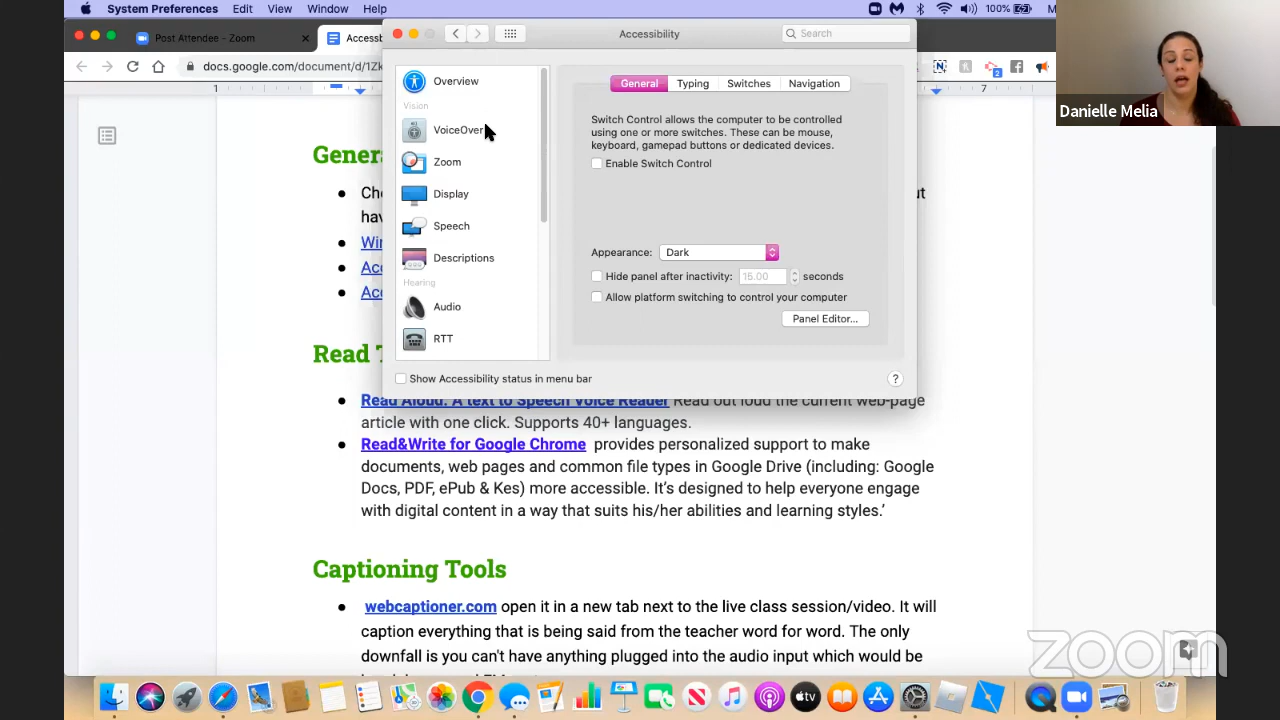 System Preferences Edit View Window Help
100%
Post Attendee - Zoom
docs.google.com/document/d/1Zk
Accessibility
Search
Overview
Vision
VoiceOver
Zoom
Display
Speech
Descriptions
Hearing
Audio
RTT
General Typing Switches Navigation
Switch Control allows the computer to be controlled
using one or more switches. These can be mouse,
keyboard, gamepad buttons or dedicated devices.
Enable Switch Control
Appearance: Dark
Hide panel after inactivity: 15.00 seconds
Allow platform switching to control your computer
Panel Editor...
Show Accessibility status in menu bar
?
Danielle Melia
1
7
Read Aloud: A text to Speech Voice Reader Read out loud the current web-page
article with one click. Supports 40+ languages.
Read&Write for Google Chrome provides personalized support to make
documents, web pages and common file types in Google Drive (including: Google
Docs, PDF, ePub & Kes) more accessible. It's designed to help everyone engage
with digital content in a way that suits his/her abilities and learning styles.'
Captioning Tools
webcaptioner.com open it in a new tab next to the live class session/video. It will
caption everything that is being said from the teacher word for word. The only
downfall is you can't have anything plugged into the audio input which would be
zoom
tv